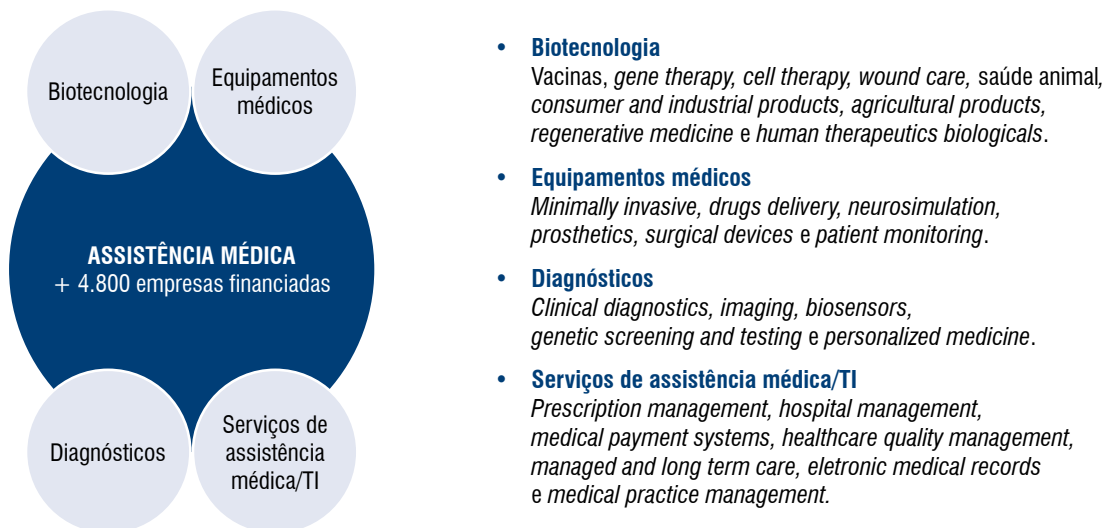 Biotecnologia
Equipamentos
médicos
ASSISTÊNCIA MÉDICA
+ 4.800 empresas financiadas
Diagnósticos
Serviços de
assistência
médica/TI
• Biotecnologia
Vacinas, gene therapy, cell therapy, wound care, saúde animal,
consumer and industrial products, agricultural products,
regenerative medicine e human therapeutics biologicals.
• Equipamentos médicos
Minimally invasive, drugs delivery, neurosimulation,
prosthetics, surgical devices e patient monitoring.
• Diagnósticos
Clinical diagnostics, imaging, biosensors,
genetic screening and testing e personalized medicine.
• Serviços de assistência médica/TI
Prescription management, hospital management,
medical payment systems, healthcare quality management,
managed and long term care, eletronic medical records
e medical practice management.